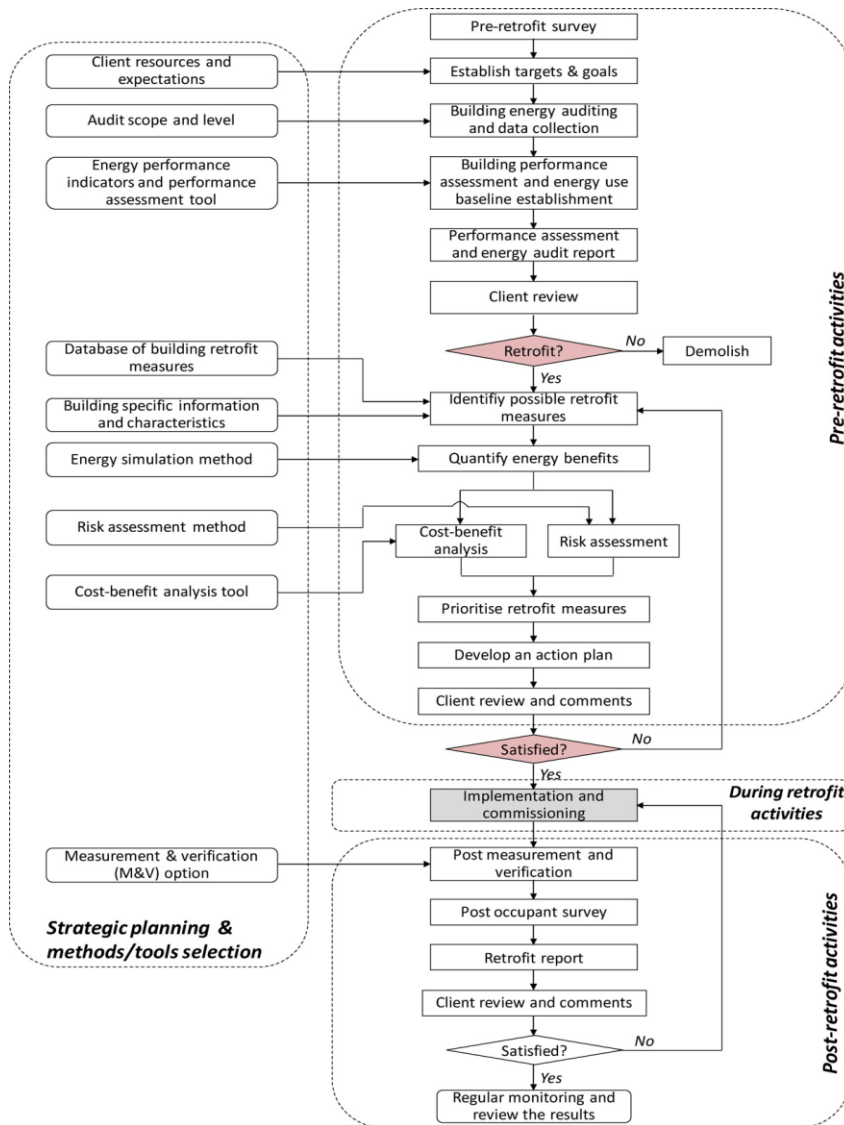 Pre-retrofit survey
Client resources and
expectations
Establish targets & goals
Audit scope and level
Building energy auditing
and data collection
Energy performance
indicators and performance
assessment tool
Building performance
assessment and energy use
baseline establishment
Performance assessment
and energy audit report
Client review
Retrofit?
No
Demolish
Yes
Database of building retrofit
measures
Identifiy possible retrofit
measures
Building specific information
and characteristics
Energy simulation method
Quantify energy benefits
Risk assessment method
Cost-benefit
analysis
Risk assessment
Cost-benefit analysis tool
Prioritise retrofit measures
Develop an action plan
Client review and comments
Satisfied?
No
Yes
Pre-retrofit activities
Implementation and
commissioning
During retrofit
activities
Measurement & verification
(M&V) option
Post measurement and
verification
Post occupant survey
Strategic planning &
methods/tools selection
Retrofit report
Client review and comments
Satisfied?
No
Yes
Regular monitoring and
review the results
Post-retrofit activities